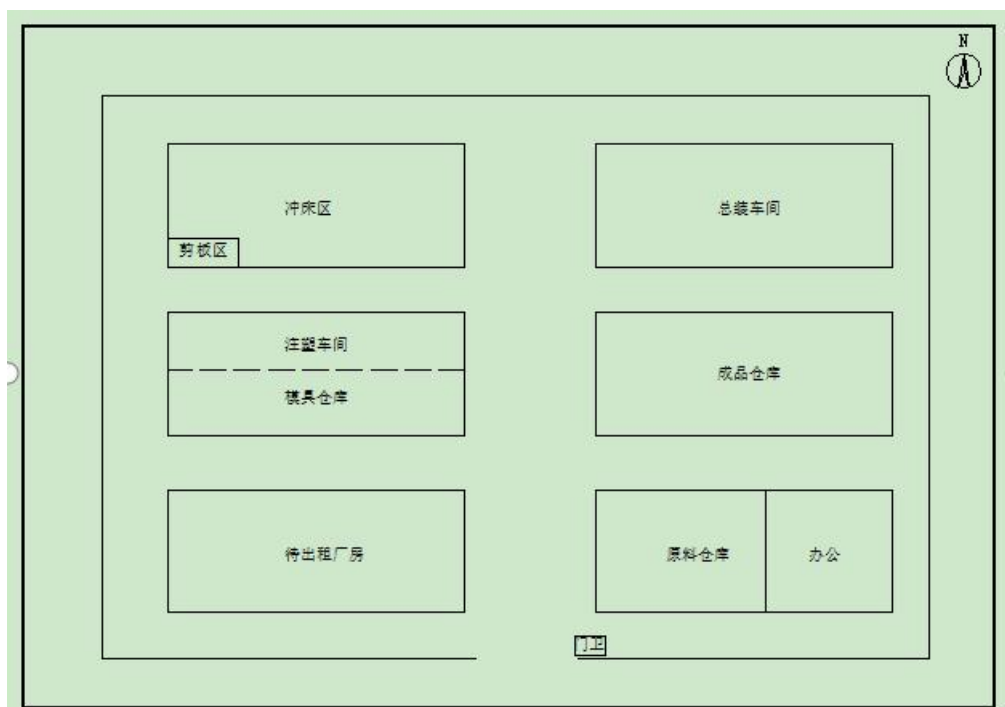 N
冲床区
总装车间
剪板区
注塑车间
成品仓库
模具仓库
待出租厂房
原料仓库
办公
门卫